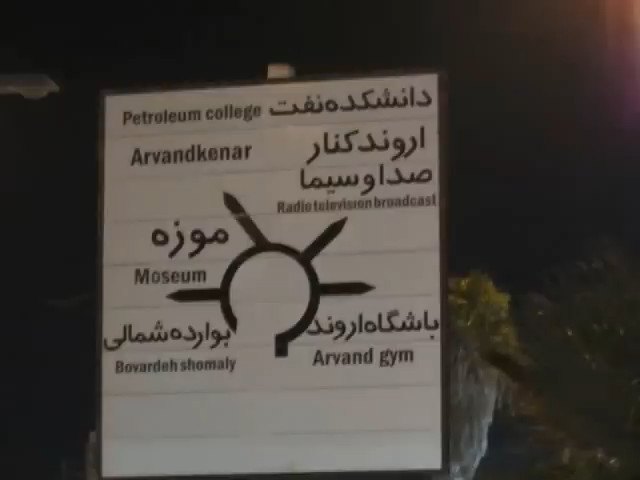 Petroleum college دانشکده نفت
Arvandkenar اروندکنار
صدا و سیما
Radio television broadcast
موزه
Moseum
بوارده شمالی
Bovardeh shomaly
باشگاه اروند
Arvand gym